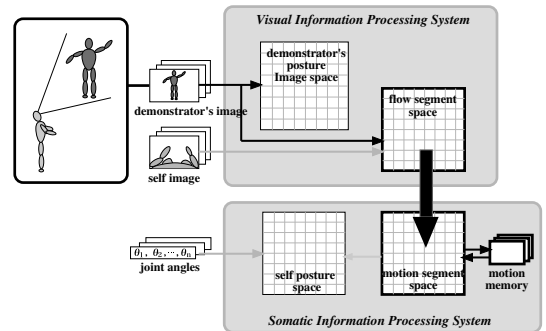 Visual Information Processing System
demonstrator's
posture
Image space
demonstrator's image
flow segment
space
self image
θ1, θ2,...,θn
joint angles
self posture
space
motion segment
space
motion
memory
Somatic Information Processing System